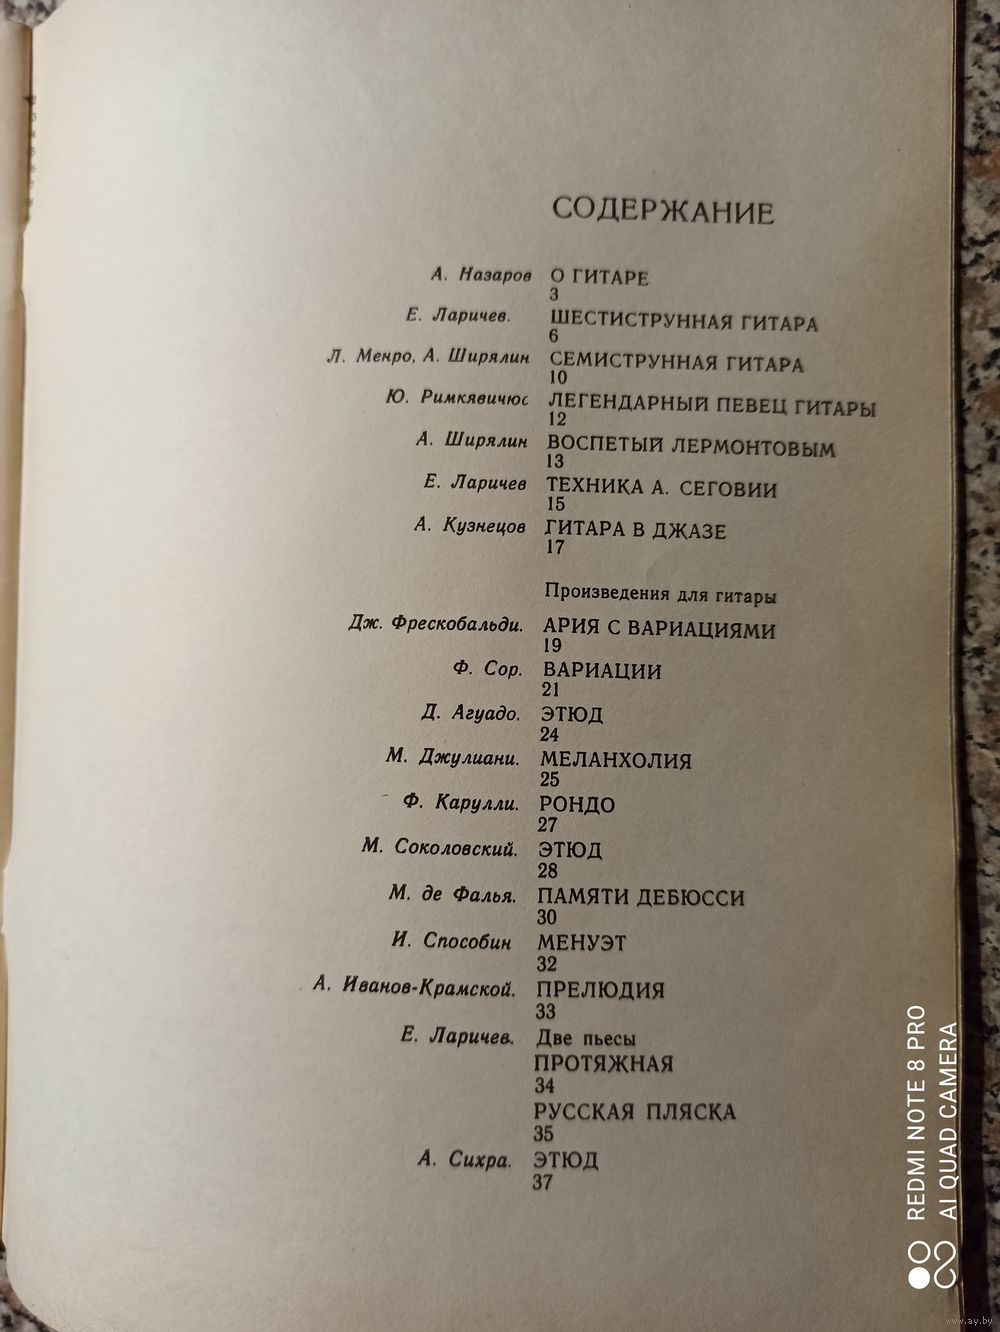 СОДЕРЖАНИЕ
А. Назаров О ГИТАРЕ
3
Е. Ларичев. ШЕСТИСТРУННАЯ ГИТАРА
6
Л. Менро, А. Ширялин СЕМИСТРУННАЯ ГИТАРА
10
Ю. Римкявичюс ЛЕГЕНДАРНЫЙ ПЕВЕЦ ГИТАРЫ
12
А. Ширялин ВОСПЕТЫЙ ЛЕРМОНТОВЫМ
13
Е. Ларичев ТЕХНИКА А. СЕГОВИИ
15
А. Кузнецов ГИТАРА В ДЖАЗЕ
17
Произведения для гитары
Дж. Фрескобальди. АРИЯ С ВАРИАЦИЯМИ
19
Ф. Сор. ВАРИАЦИИ
21
Д. Агуадо. ЭТЮД
24
М. Джулиани. МЕЛАНХОЛИЯ
25
Ф. Карулли. РОНДО
27
М. Соколовский. ЭТЮД
28
М. де Фалья. ПАМЯТИ ДЕБЮССИ
30
И. Способин МЕНУЭТ
32
А. Иванов-Крамской. ПРЕЛЮДИЯ
33
Е. Ларичев. Две пьесы
ПРОТЯЖНАЯ
34
РУССКАЯ ПЛЯСКА
35
А. Сихра. ЭТЮД
37
REDMI NOTE 8 PRO
AI QUAD CAMERA
www.ay.by